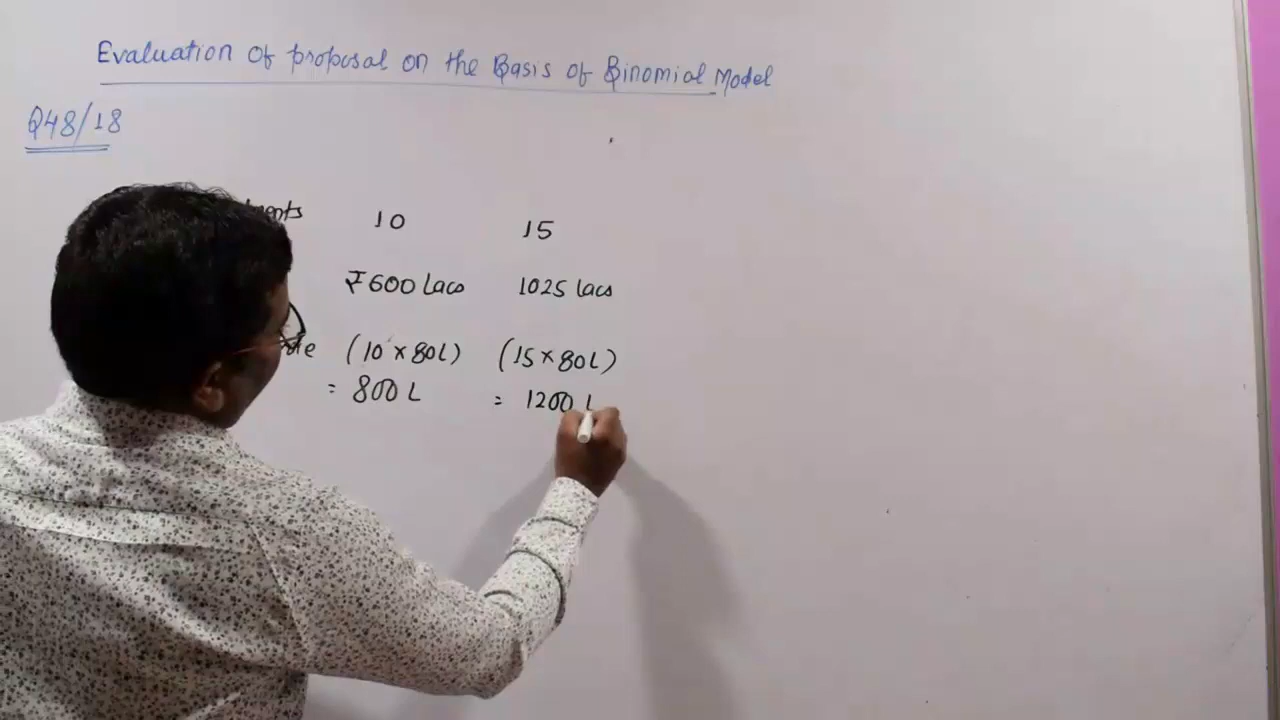 Evaluation of proposal on the Basis of Binomial Model
Q48/18
10 15
₹600 Lacs 1025 lacs
(10 × 80L) (15 × 80L)
= 800 L = 1200 L